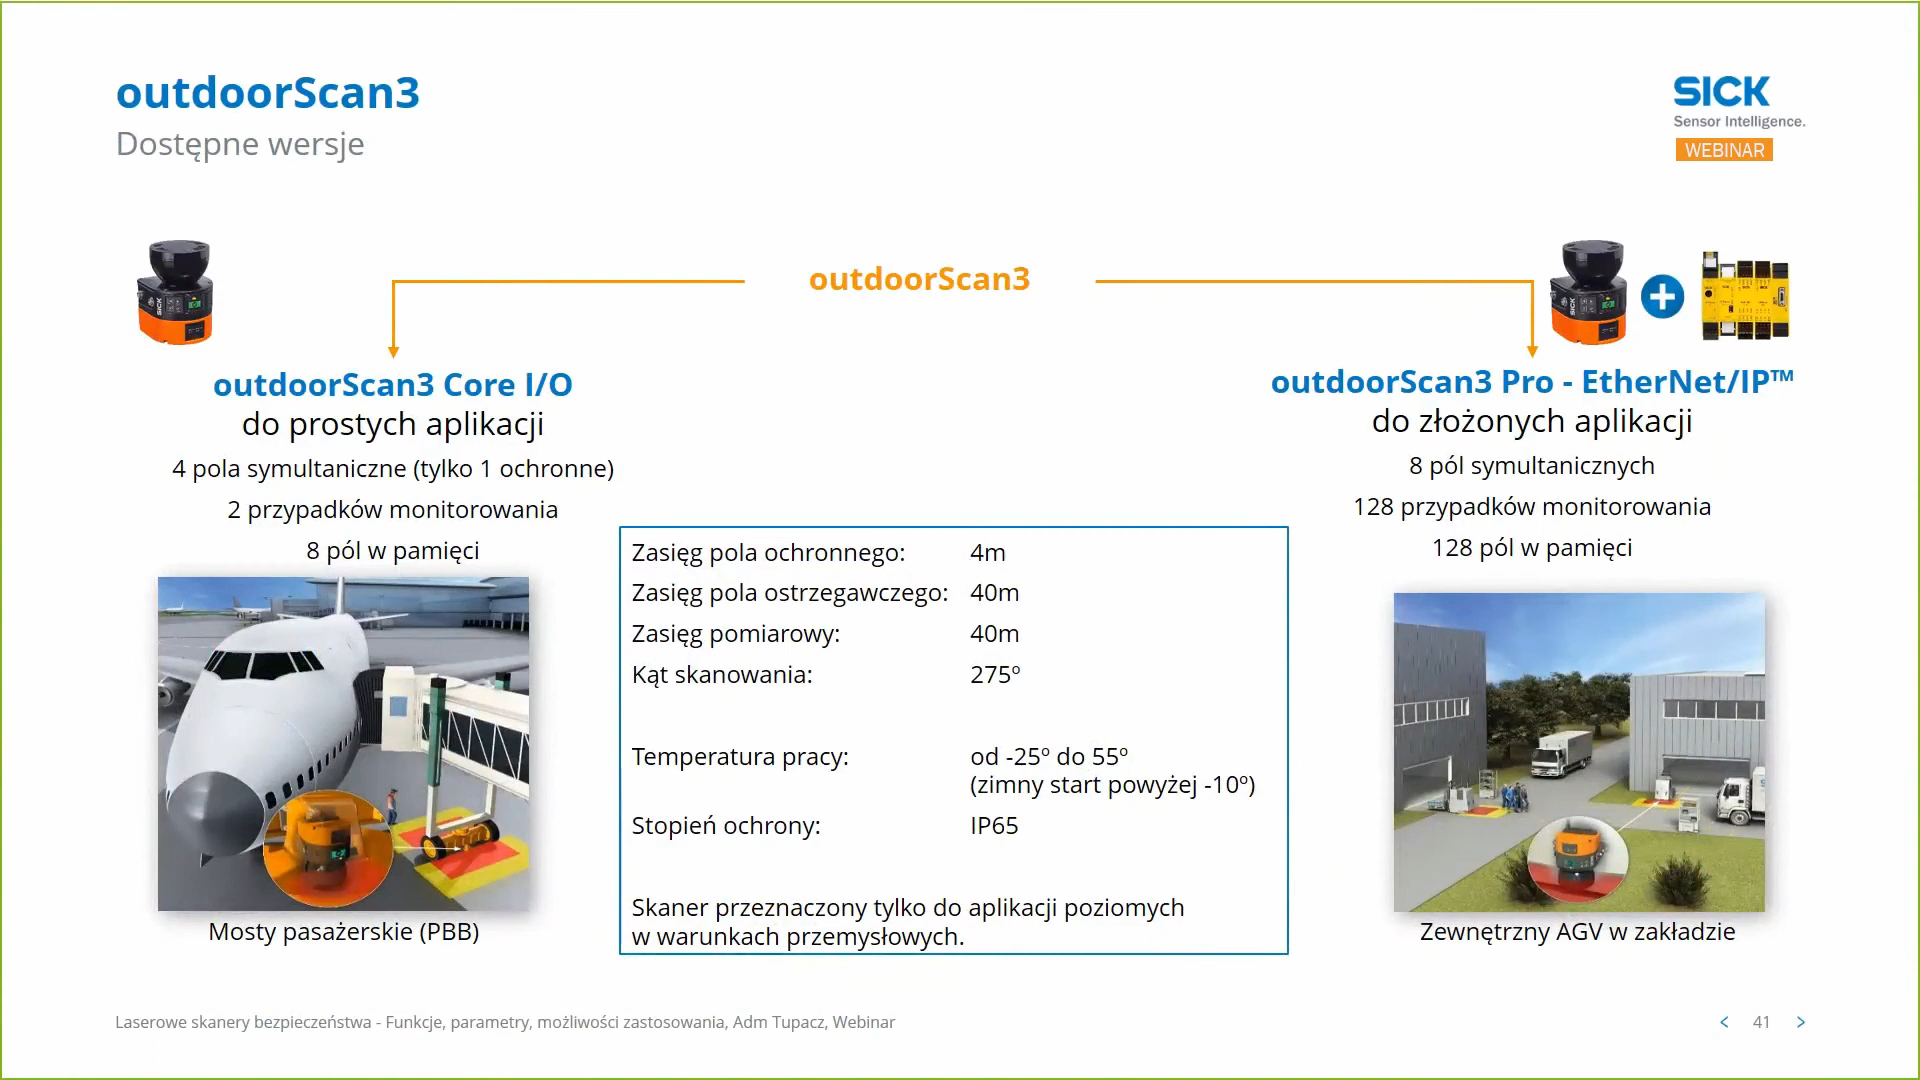 outdoorScan3
Dostępne wersje
SICK
Sensor Intelligence.
WEBINAR
outdoorScan3
outdoorScan3 Core I/O
do prostych aplikacji
4 pola symultaniczne (tylko 1 ochronne)
2 przypadków monitorowania
8 pól w pamięci
Mosty pasażerskie (PBB)
Zasięg pola ochronnego: 4m
Zasięg pola ostrzegawczego: 40m
Zasięg pomiarowy: 40m
Kąt skanowania: 275º
Temperatura pracy: od -25º do 55º
(zimny start powyżej -10º)
Stopień ochrony: IP65
Skaner przeznaczony tylko do aplikacji poziomych
w warunkach przemysłowych.
outdoorScan3 Pro - EtherNet/IP™
do złożonych aplikacji
8 pól symultanicznych
128 przypadków monitorowania
128 pól w pamięci
Zewnętrzny AGV w zakładzie
Laserowe skanery bezpieczeństwa - Funkcje, parametry, możliwości zastosowania, Adm Tupacz, Webinar
< 41 >